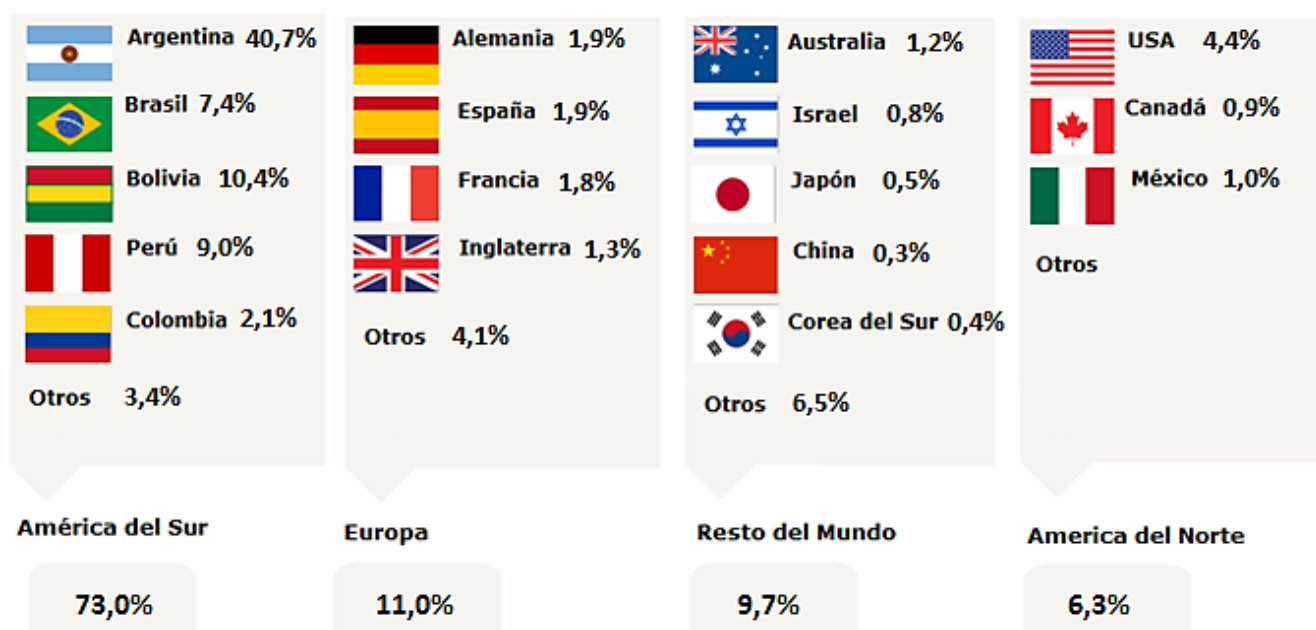 Argentina 40,7%
Brasil 7,4%
Bolivia 10,4%
Perú 9,0%
Colombia 2,1%
Otros 3,4%
América del Sur
73,0%
Alemania 1,9%
España 1,9%
Francia 1,8%
Inglaterra 1,3%
Otros 4,1%
Europa
11,0%
Australia 1,2%
Israel 0,8%
Japón 0,5%
China 0,3%
Corea del Sur 0,4%
Otros 6,5%
Resto del Mundo
9,7%
USA 4,4%
Canadá 0,9%
México 1,0%
Otros
America del Norte
6,3%